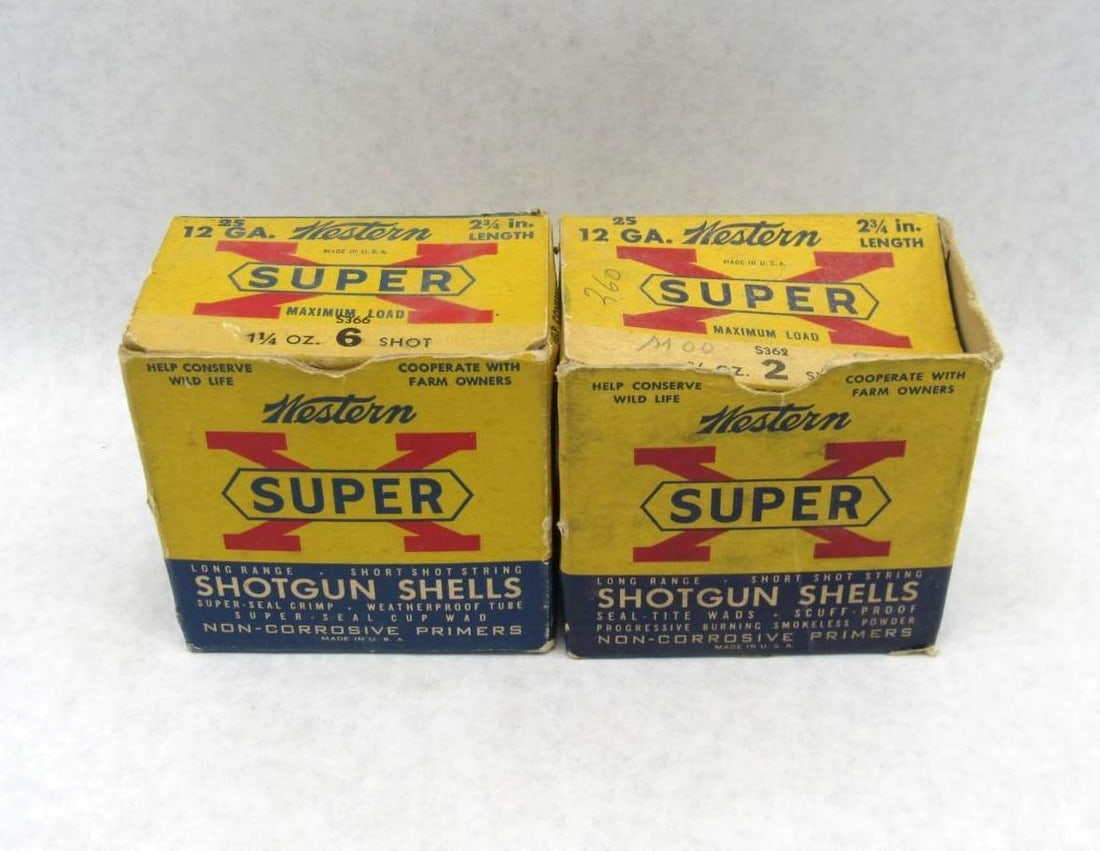 25
12 GA. Western 2¾ in.
LENGTH
MADE IN U.S.A.
SUPER X
MAXIMUM LOAD
S366
1¼ OZ. 6 SHOT
HELP CONSERVE
WILD LIFE
COOPERATE WITH
FARM OWNERS
Western
SUPER X
LONG RANGE · SHORT SHOT STRING
SHOTGUN SHELLS
SUPER-SEAL CRIMP · WEATHERPROOF TUBE
SUPER-SEAL CUP WAD
NON-CORROSIVE PRIMERS
MADE IN U.S.A.
25
12 GA. Western 2¾ in.
LENGTH
MADE IN U.S.A.
260
SUPER X
MAXIMUM LOAD
S362
OZ. 2
HELP CONSERVE
WILD LIFE
COOPERATE WITH
FARM OWNERS
Western
SUPER X
LONG RANGE · SHORT SHOT STRING
SHOTGUN SHELLS
SEAL-TITE WADS · SCUFF-PROOF
PROGRESSIVE BURNING SMOKELESS POWDER
NON-CORROSIVE PRIMERS
MADE IN U.S.A.